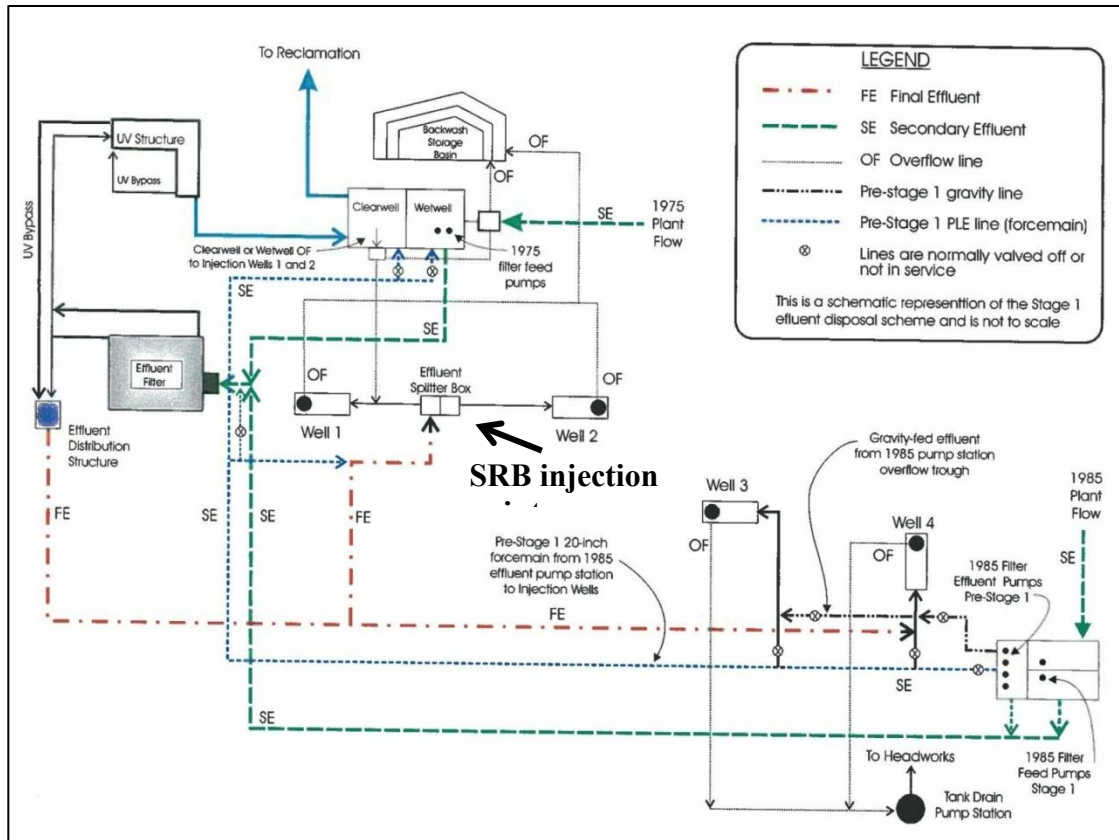 To Reclamation
LEGEND
FE Final Effluent
SE Secondary Effluent
OF Overflow line
Pre-stage 1 gravity line
Pre-Stage 1 PLE line (forcemain)
Lines are normally valved off or
not in service
This is a schematic representtion of the Stage 1
efluent disposal scheme and is not to scale
UV Structure
UV Bypass
UV Bypass
Backwash
Storage
Basin
OF
OF
OF
Clearwell
Wetwell
SE
1975
Plant
Flow
Clearwell or Wetwell OF
to Injection Wells 1 and 2
1975
filter feed
pumps
SE
SE
Effluent
Filter
Effluent
Distribution
Structure
OF
Well 1
Effluent
Splitter Box
OF
Well 2
SRB injection
FE
SE
SE
FE
Gravity-fed effluent
from 1985 pump station
overflow trough
Well 3
OF
Well 4
OF
1985
Plant
Flow
SE
Pre-Stage 1 20-inch
forcemain from 1985
effluent pump station
to Injection Wells
1985 Filter
Effluent Pumps
Pre-Stage 1
FE
SE
SE
1985 Filter
Feed Pumps
Stage 1
To Headworks
Tank Drain
Pump Station